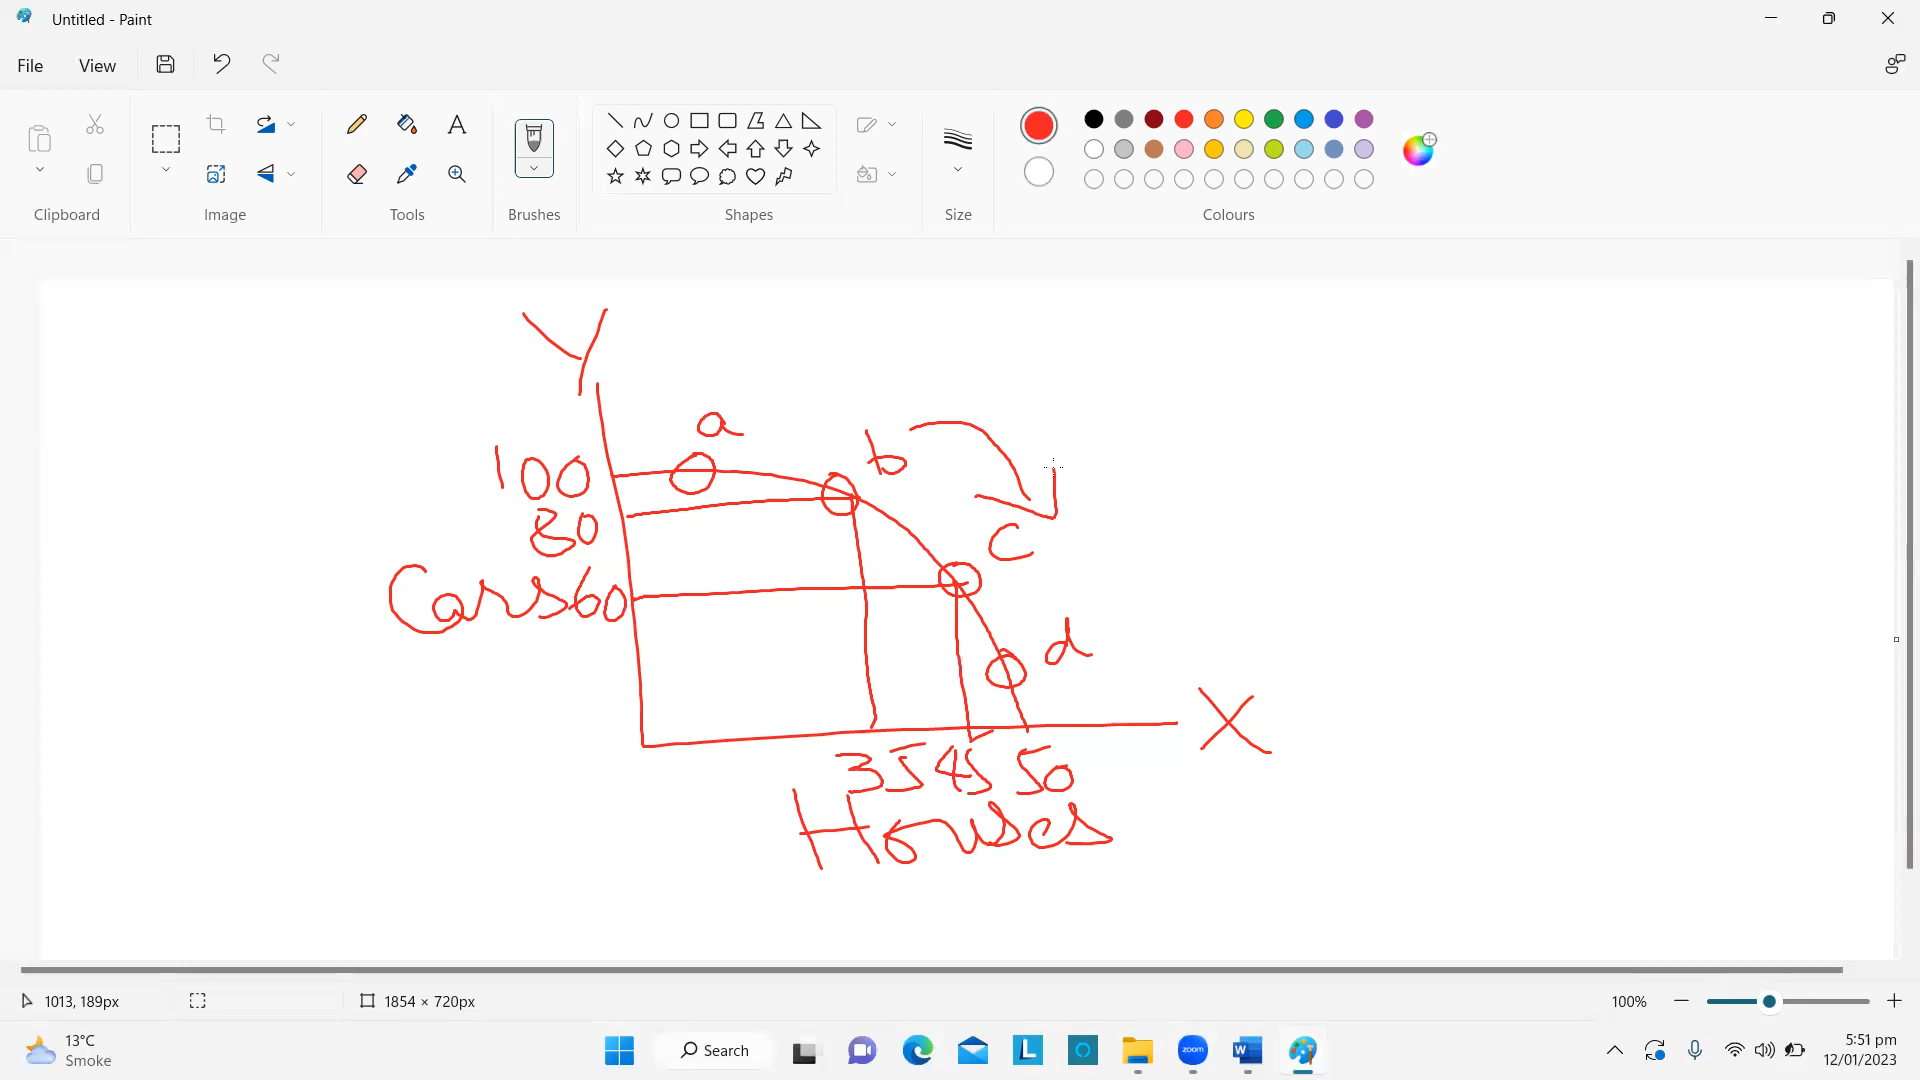 Untitled - Paint
File View
Clipboard Image Tools Brushes Shapes Size Colours
Y
a
b
100
80
c
Cars 60
d
X
35 45 50
Houses
1013, 189px 1854 × 720px 100%
13°C
Smoke
Search
zoom
5:51 pm
12/01/2023